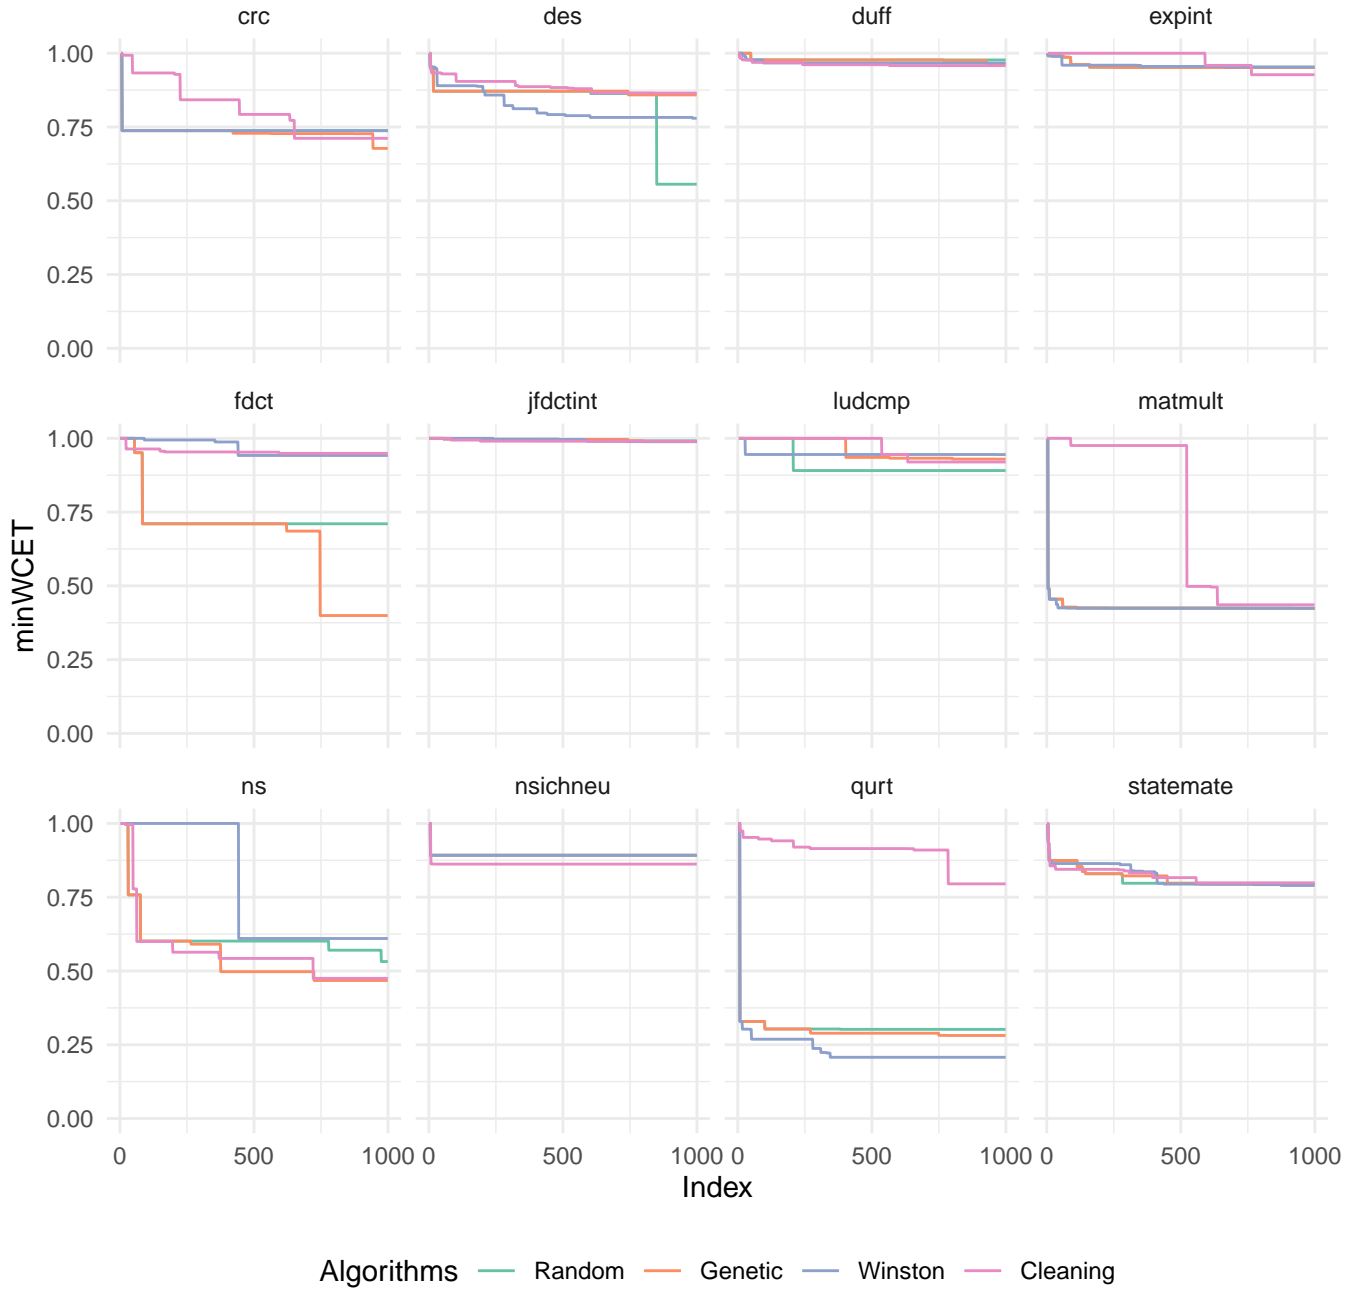 crc des duff expint
1.00
0.75
0.50
0.25
0.00
fdct jfdctint ludcmp matmult
1.00
0.75
0.50
0.25
0.00
minWCET
ns nsichneu qurt statemate
1.00
0.75
0.50
0.25
0.00
0 500 1000 0 500 1000 0 500 1000 0 500 1000
Index
Algorithms Random Genetic Winston Cleaning